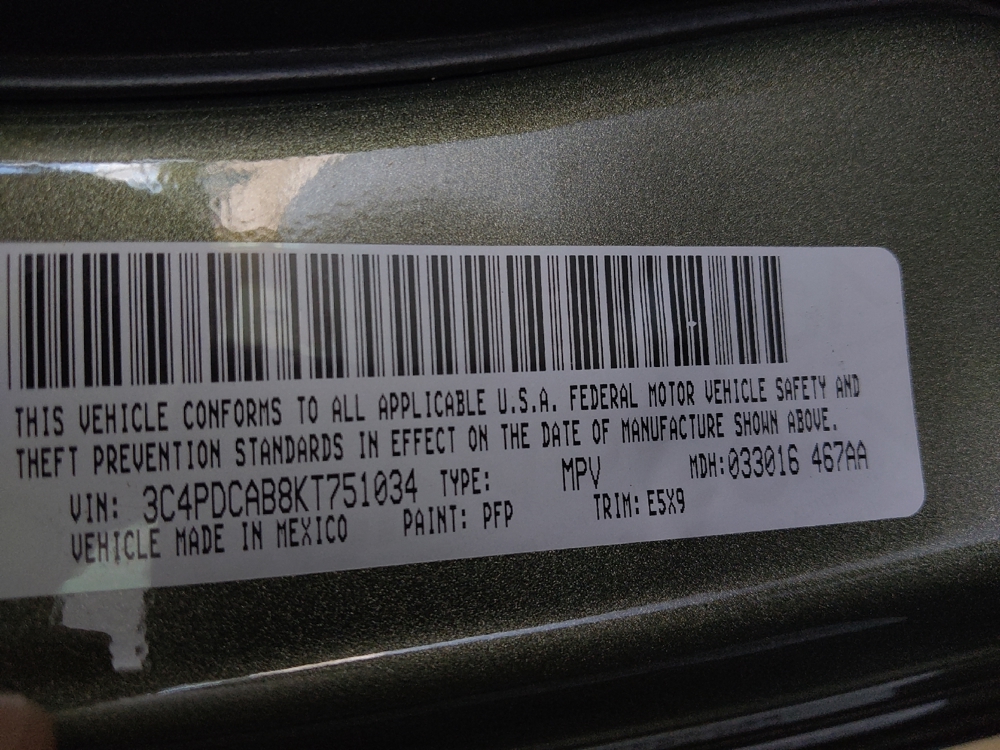 THIS VEHICLE CONFORMS TO ALL APPLICABLE U.S.A. FEDERAL MOTOR VEHICLE SAFETY AND
THEFT PREVENTION STANDARDS IN EFFECT ON THE DATE OF MANUFACTURE SHOWN ABOVE.
VIN: 3C4PDCAB8KT751034 TYPE: MPV MDH:033016 467AA
VEHICLE MADE IN MEXICO PAINT: PFP TRIM: E5X9